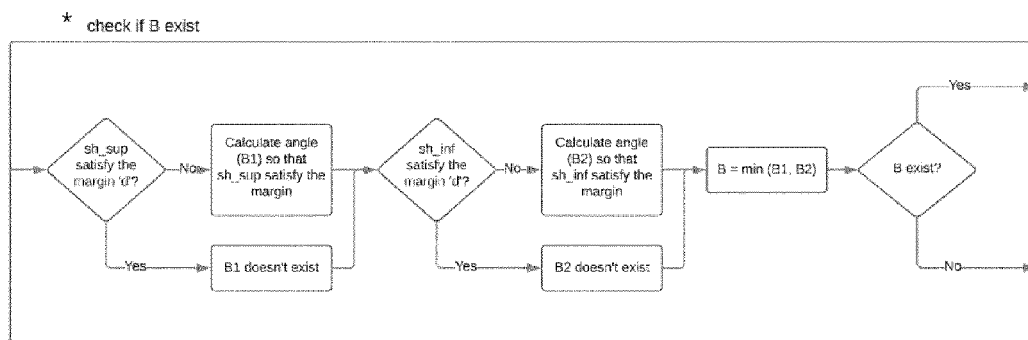 * check if B exist
sh_sup
satisfy the
margin 'd'?
No
Yes
Calculate angle
(B1) so that
sh_sup satisfy the
margin
B1 doesn't exist
sh_inf
satisfy the
margin 'd'?
No
Yes
Calculate angle
(B2) so that
sh_inf satisfy the
margin
B2 doesn't exist
B = min (B1, B2)
B exist?
Yes
No